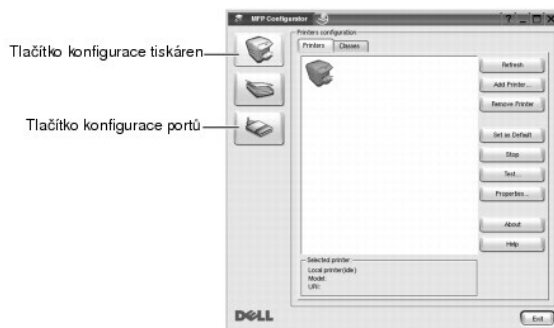 MFP Configurator
Tlačítko konfigurace tiskáren
Tlačítko konfigurace portů
Printers configuration
Printers
Classes
Refresh
Add Printer...
Remove Printer
Set as Default
Stop
Test...
Properties...
About
Help
Selected printer
Local printer(idle)
Model:
URI:
DELL
Exit